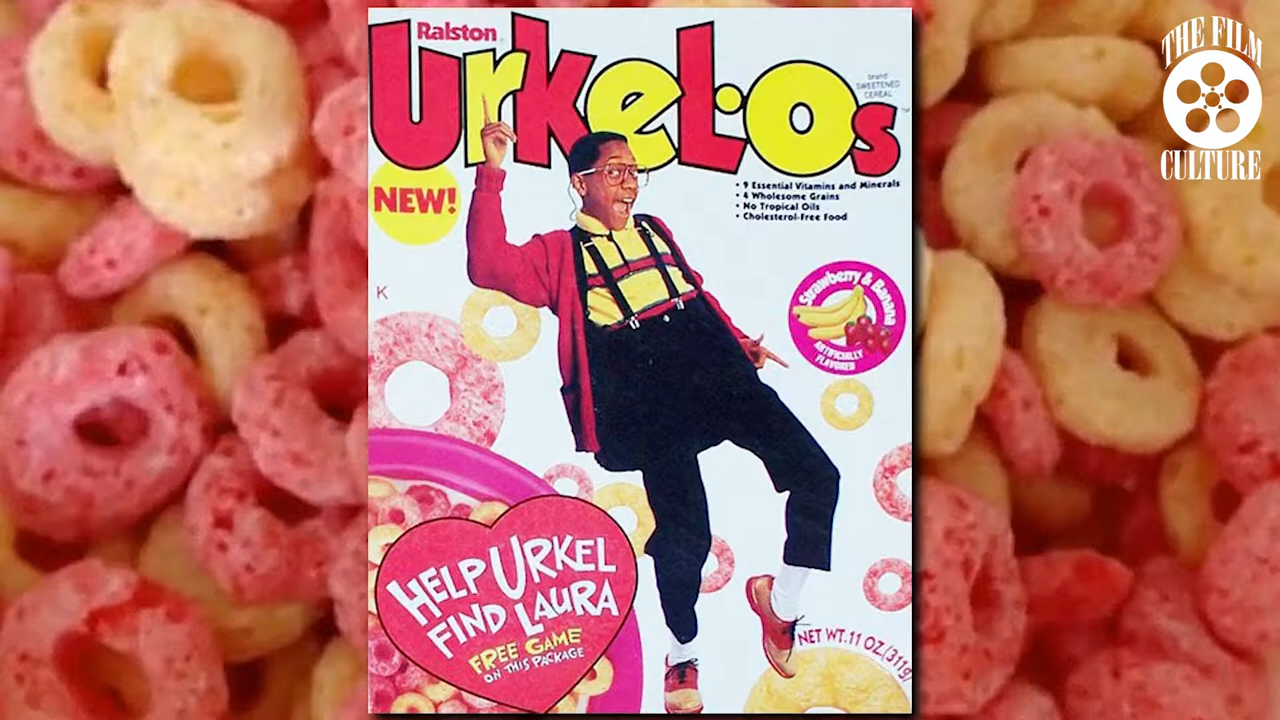 THE FILM
CULTURE
Ralston
UrkeL·Os
brand
SWEETENED
CEREAL
TM
NEW!
• 9 Essential Vitamins and Minerals
• 4 Wholesome Grains
• No Tropical Oils
• Cholesterol-Free Food
K
Strawberry & Banana
ARTIFICIALLY
FLAVORED
HELP URKEL
FIND LAURA
FREE GAME
ON THIS PACKAGE
NET WT. 11 OZ. (311g)